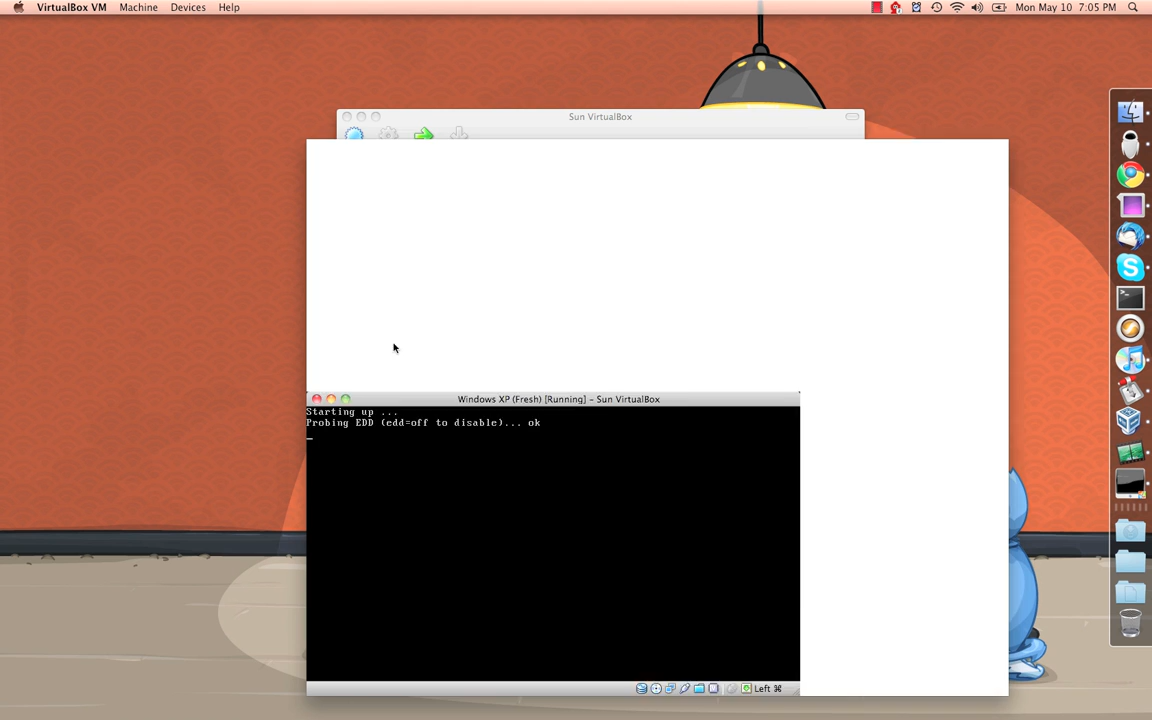 VirtualBox VM Machine Devices Help
Mon May 10 7:05 PM
Sun VirtualBox
Windows XP (Fresh) [Running] – Sun VirtualBox
Starting up ...
Probing EDD (edd=off to disable)... ok
_
Left ⌘